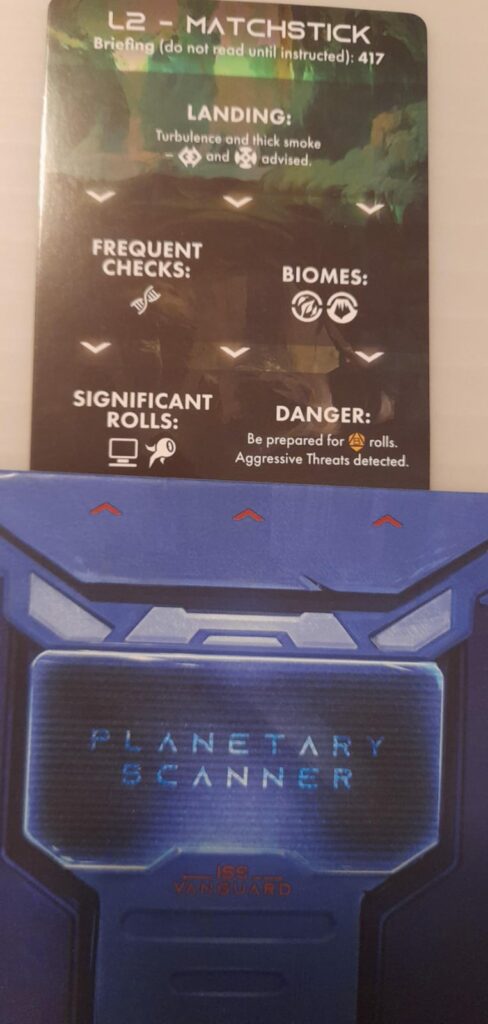 L2 - MATCHSTICK
Briefing (do not read until instructed): 417
LANDING:
Turbulence and thick smoke
- and advised.
FREQUENT
CHECKS:
BIOMES:
SIGNIFICANT
ROLLS:
DANGER:
Be prepared for rolls.
Aggressive Threats detected.
PLANETARY
SCANNER
ISS
VANGUARD